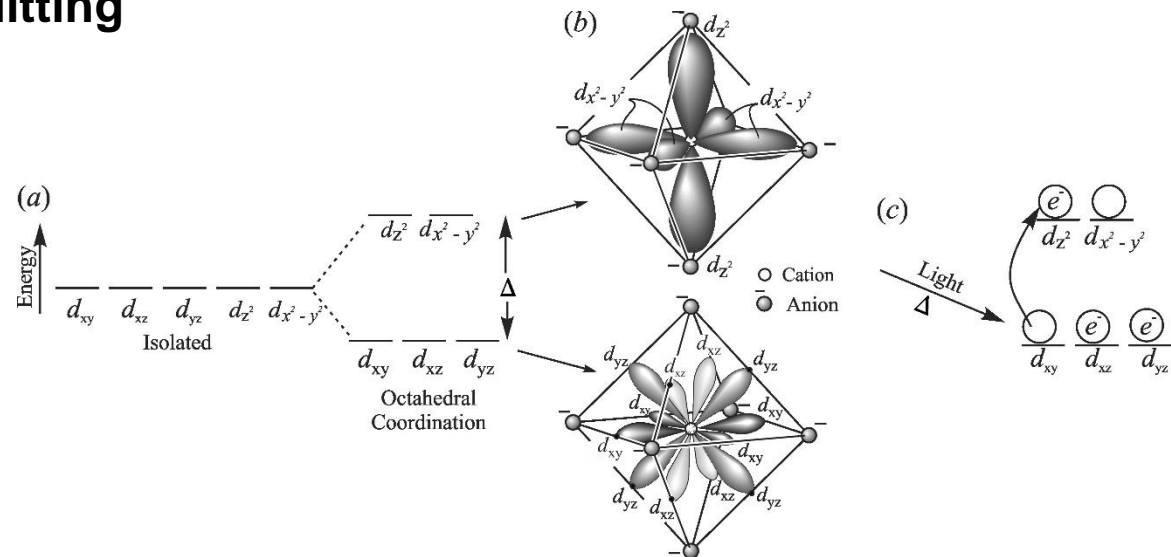 litting
(a)
Energy
d_xy d_xz d_yz d_z² d_x²-y²
Isolated
d_z² d_x²-y²
Δ
d_xy d_xz d_yz
Octahedral
Coordination
(b)
− d_z²
d_x²-y² d_x²-y²
− −
−
− d_z²
Cation
− Anion
−
d_xz
d_yz d_xz d_yz
− d_xy − d_xy −
d_xy − d_xy
d_yz d_xz d_xz d_yz
−
(c)
e⁻
d_z² d_x²-y²
Light
Δ
e⁻ e⁻
d_xy d_xz d_yz